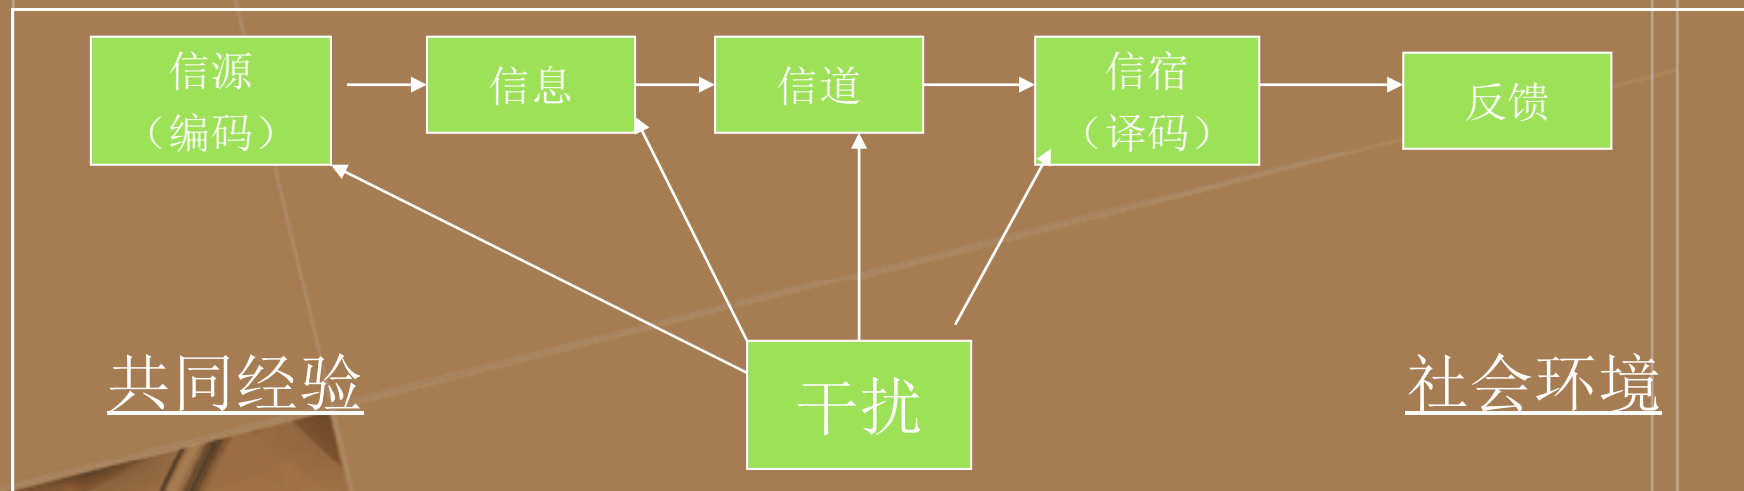 信源
（编码）
信息
信道
信宿
（译码）
反馈
共同经验
干扰
社会环境